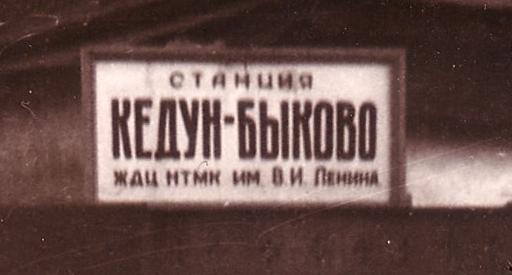 СТАНЦИЯ
КЕДУН-БЫКОВО
ЖДЦ НТМК ИМ. В.И. ЛЕНИНА